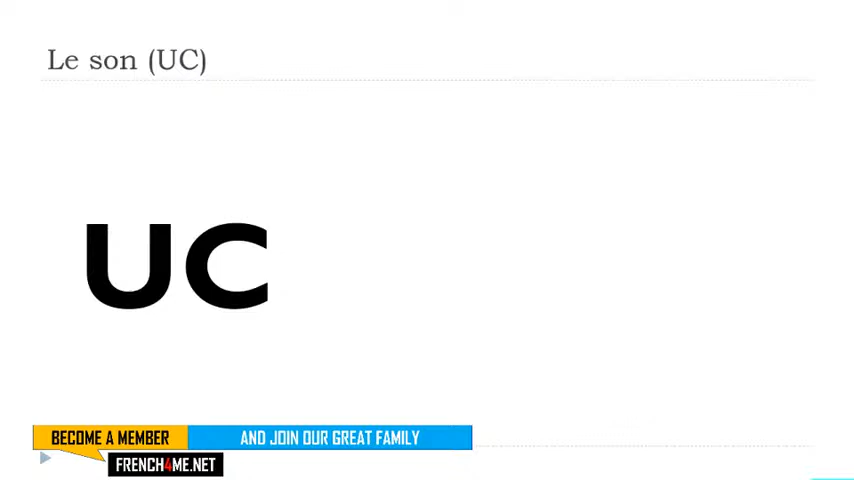 Le son (UC)
UC
BECOME A MEMBER AND JOIN OUR GREAT FAMILY
FRENCH4ME.NET